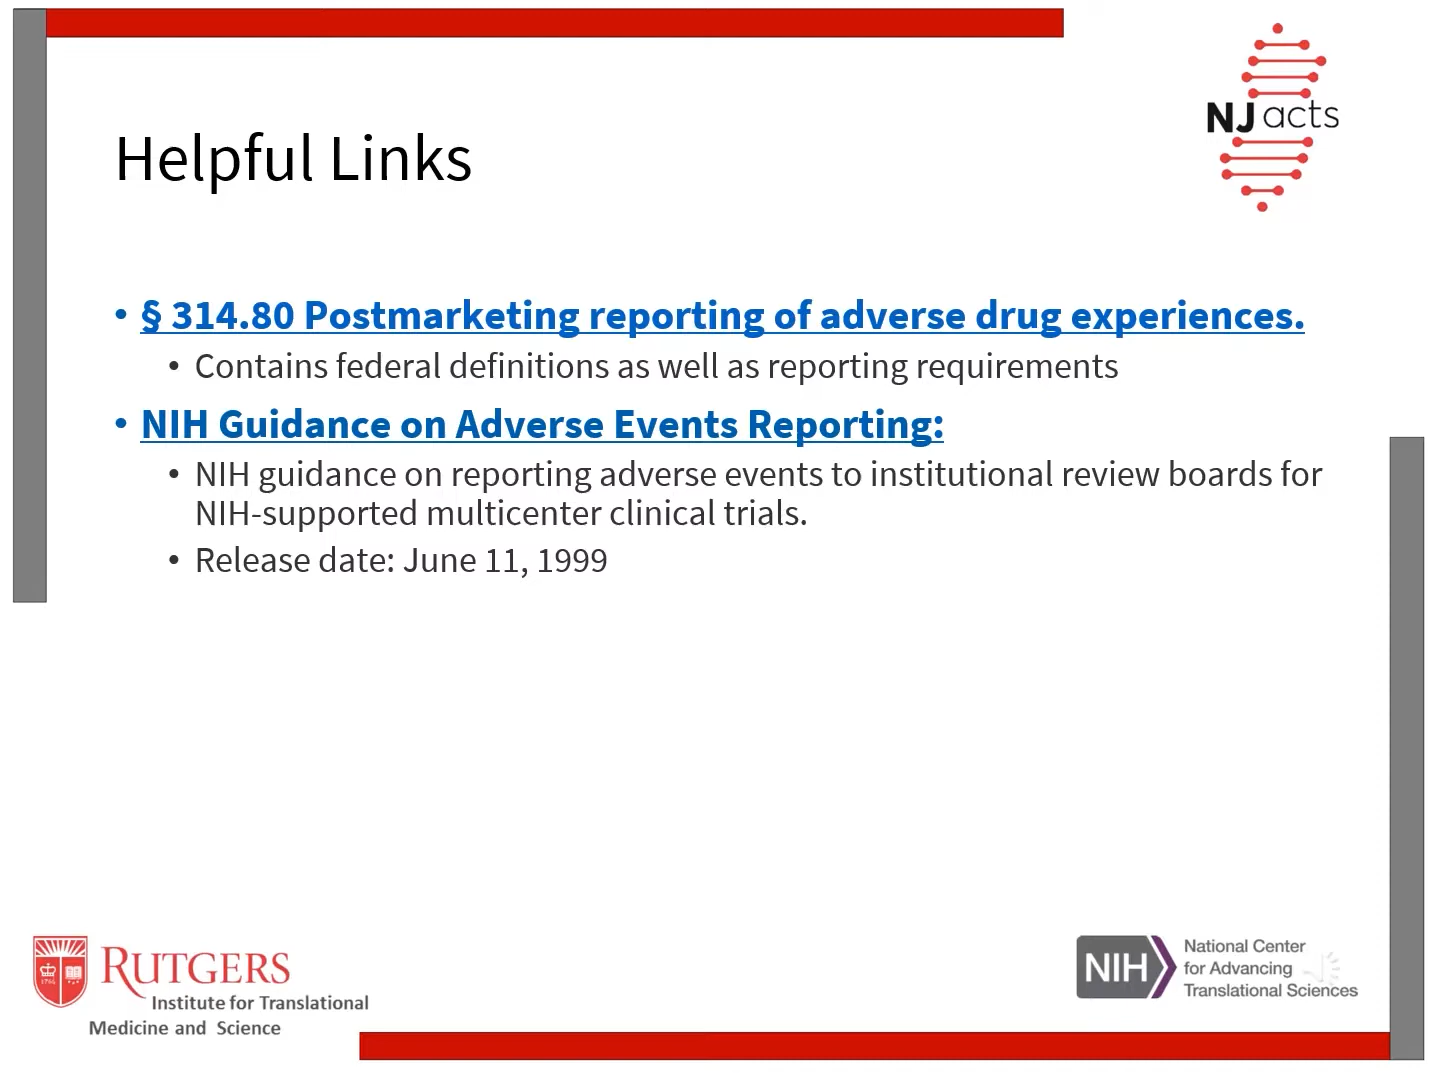 NJ acts
Helpful Links
• § 314.80 Postmarketing reporting of adverse drug experiences.
• Contains federal definitions as well as reporting requirements
• NIH Guidance on Adverse Events Reporting:
• NIH guidance on reporting adverse events to institutional review boards for
NIH-supported multicenter clinical trials.
• Release date: June 11, 1999
1766
RUTGERS
Institute for Translational
Medicine and Science
NIH
National Center
for Advancing
Translational Sciences